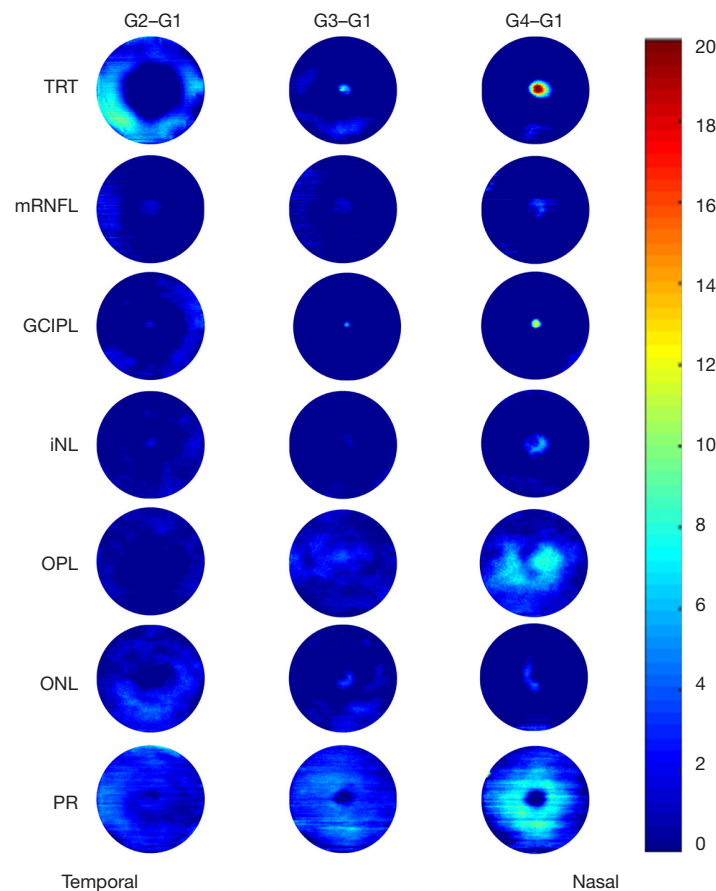 G2–G1 G3–G1 G4–G1
TRT
mRNFL
GCIPL
iNL
OPL
ONL
PR
20
18
16
14
12
10
8
6
4
2
0
Temporal Nasal